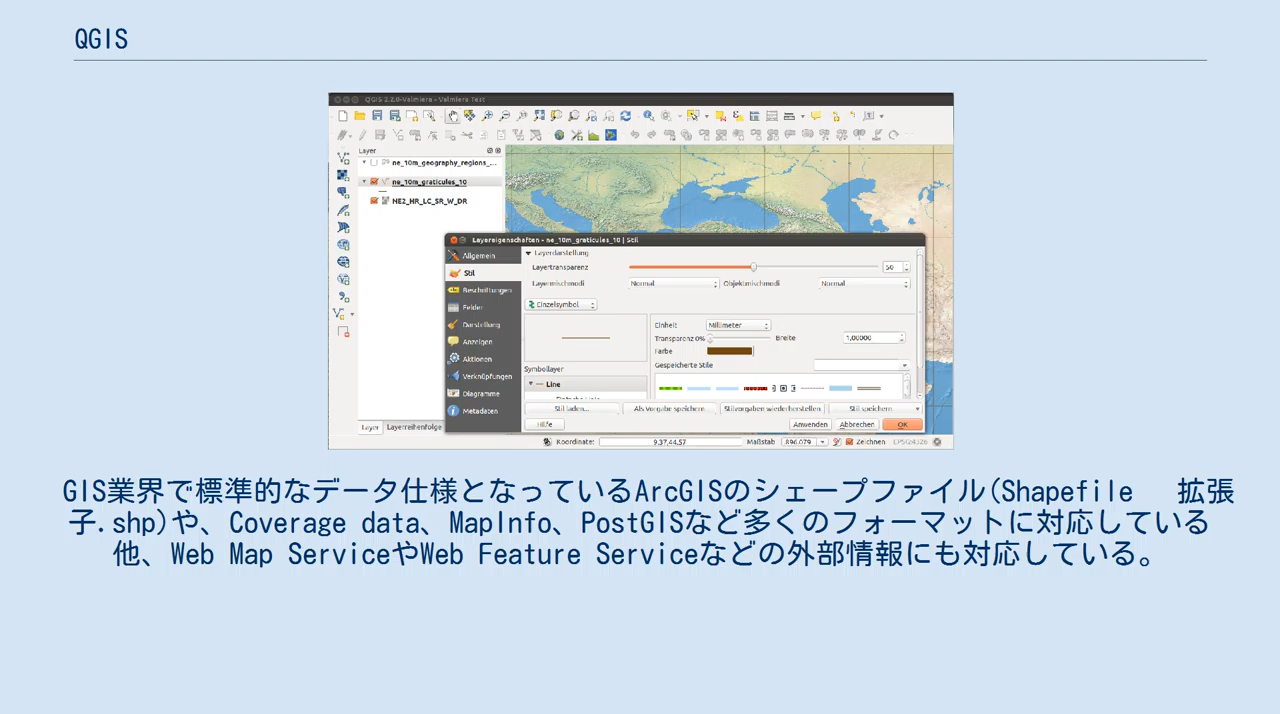 QGIS
QGIS 2.2.0-Valmiera - Valmiera Test
Layer
ne_10m_geography_regions_...
ne_10m_graticules_10
NE2_HR_LC_SR_W_DR
Layereigenschaften - ne_10m_graticules_10 | Stil
Allgemein
Stil
Beschriftungen
Felder
Darstellung
Anzeigen
Aktionen
Verknüpfungen
Diagramme
Metadaten
Layerdarstellung
Layertransparenz 50
Layermischmodi Normal Objektmischmodi Normal
Einzelsymbol
Einheit Millimeter
Transparenz 0% Breite 1,00000
Farbe
Gespeicherte Stile
Symbollayer
Line
Stil laden... Als Vorgabe speichern Stilvorgaben wiederherstellen Stil speichern
Hilfe Anwenden Abbrechen OK
Layer Layerreihenfolge
Koordinate: 9.37,44.57 Maßstab Zeichnen EPSG:4326
GIS業界で標準的なデータ仕様となっているArcGISのシェープファイル(Shapefile 拡張
子.shp)や、Coverage data、MapInfo、PostGISなど多くのフォーマットに対応している
他、Web Map ServiceやWeb Feature Serviceなどの外部情報にも対応している。